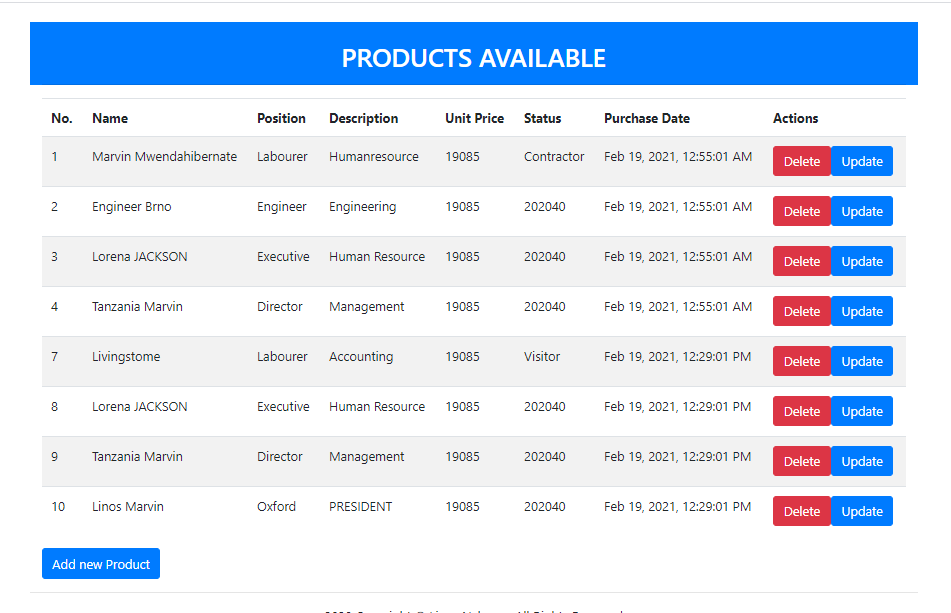 PRODUCTS AVAILABLE
No. Name Position Description Unit Price Status Purchase Date Actions
1 Marvin Mwendahibernate Labourer Humanresource 19085 Contractor Feb 19, 2021, 12:55:01 AM Delete Update
2 Engineer Brno Engineer Engineering 19085 202040 Feb 19, 2021, 12:55:01 AM Delete Update
3 Lorena JACKSON Executive Human Resource 19085 202040 Feb 19, 2021, 12:55:01 AM Delete Update
4 Tanzania Marvin Director Management 19085 202040 Feb 19, 2021, 12:55:01 AM Delete Update
7 Livingstome Labourer Accounting 19085 Visitor Feb 19, 2021, 12:29:01 PM Delete Update
8 Lorena JACKSON Executive Human Resource 19085 202040 Feb 19, 2021, 12:29:01 PM Delete Update
9 Tanzania Marvin Director Management 19085 202040 Feb 19, 2021, 12:29:01 PM Delete Update
10 Linos Marvin Oxford PRESIDENT 19085 202040 Feb 19, 2021, 12:29:01 PM Delete Update
Add new Product